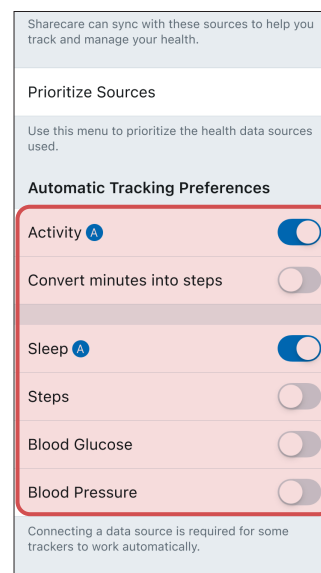 Sharecare can sync with these sources to help you
track and manage your health.
Prioritize Sources
Use this menu to prioritize the health data sources
used.
Automatic Tracking Preferences
Activity A
Convert minutes into steps
Sleep A
Steps
Blood Glucose
Blood Pressure
Connecting a data source is required for some
trackers to work automatically.